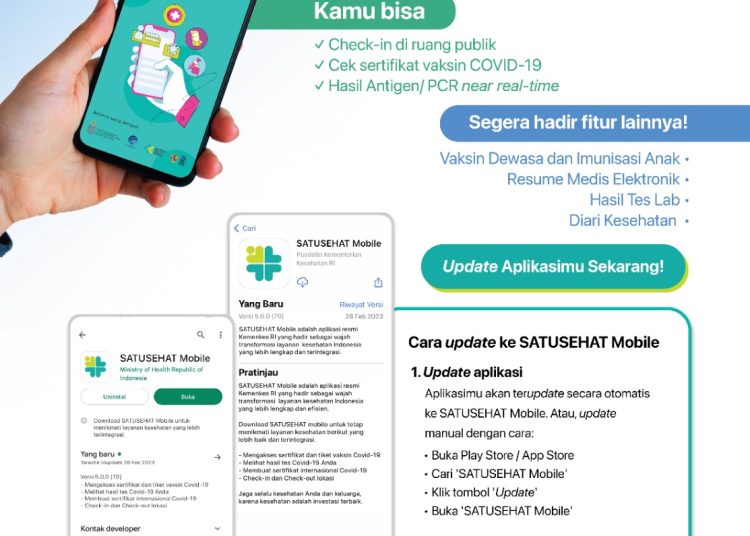 Kamu bisa
✓ Check-in di ruang publik
✓ Cek sertifikat vaksin COVID-19
✓ Hasil Antigen/ PCR near real-time
Segera hadir fitur lainnya!
Vaksin Dewasa dan Imunisasi Anak •
Resume Medis Elektronik •
Hasil Tes Lab •
Diari Kesehatan •
Update Aplikasimu Sekarang!
Cari
SATUSEHAT Mobile
Pusdatin Kementerian
Kesehatan RI
Yang Baru
Riwayat Versi
Versi 5.0.0 (70)
28 Feb 2023
SATUSEHAT Mobile adalah aplikasi resmi
Kemenkes RI yang hadir sebagai wajah
transformasi layanan kesehatan Indonesia
yang lebih lengkap dan terintegrasi.
Pratinjau
SATUSEHAT Mobile adalah aplikasi resmi
Kemenkes RI yang hadir sebagai wajah
transformasi layanan kesehatan Indonesia
yang lebih lengkap dan efisien.
Download SATUSEHAT mobile untuk tetap
menikmati layanan kesehatan berikut yang
lebih baik dan terintegrasi.
- Mengakses sertifikat dan tiket vaksin Covid-19
- Melihat hasil tes Covid-19 Anda
- Membuat sertifikat internasional Covid-19
- Check-in dan Check-out lokasi
Jaga selalu kesehatan Anda dan keluarga,
karena kesehatan adalah investasi terbaik.
SATUSEHAT Mobile
Ministry of Health Republic of
Indonesia
Uninstal
Buka
Download SATUSEHAT Mobile untuk
menikmati layanan kesehatan yang lebih
terintegrasi.
Yang baru •
Terakhir diupdate 28 Feb 2023
Versi 5.0.0 (70)
- Mengakses sertifikat dan tiket vaksin Covid-19
- Melihat hasil tes Covid-19 Anda
- Membuat sertifikat internasional Covid-19
- Check-in dan Check-out lokasi
Kontak developer
Cara update ke SATUSEHAT Mobile
1. Update aplikasi
Aplikasimu akan terupdate secara otomatis
ke SATUSEHAT Mobile. Atau, update
manual dengan cara:
• Buka Play Store / App Store
• Cari 'SATUSEHAT Mobile'
• Klik tombol 'Update'
• Buka 'SATUSEHAT Mobile'